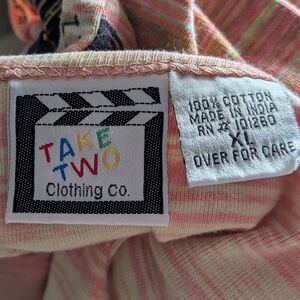 TAKE
TWO
Clothing Co.
100% COTTON
MADE IN INDIA
RN # 101260
XL
OVER FOR CARE